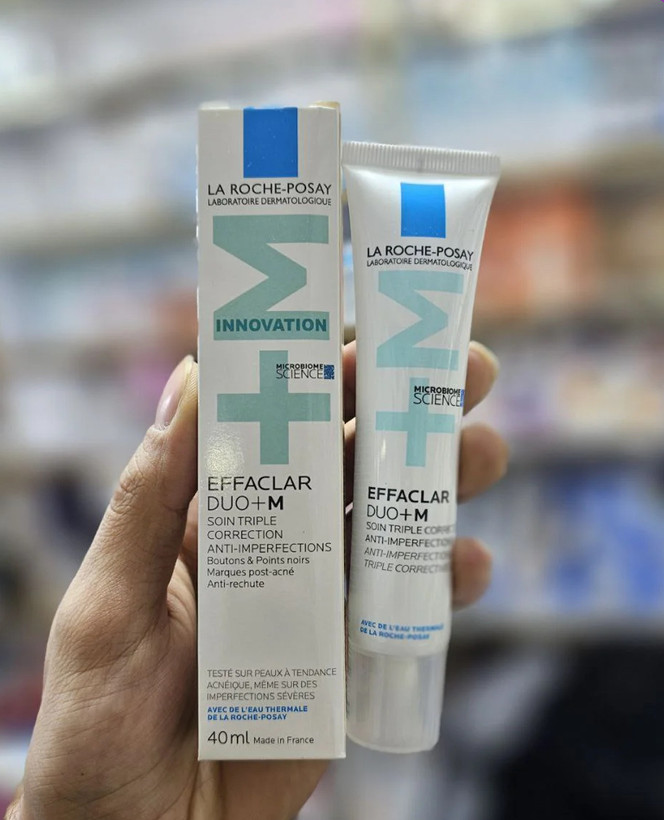 LA ROCHE-POSAY
LABORATOIRE DERMATOLOGIQUE
M
INNOVATION
+
MICROBIOME
SCIENCE
EFFACLAR
DUO+M
SOIN TRIPLE
CORRECTION
ANTI-IMPERFECTIONS
Boutons & Points noirs
Marques post-acné
Anti-rechute
TESTÉ SUR PEAUX À TENDANCE
ACNÉIQUE, MÊME SUR DES
IMPERFECTIONS SÉVÈRES
AVEC DE L'EAU THERMALE
DE LA ROCHE-POSAY
40ml Made in France
LA ROCHE-POSAY
LABORATOIRE DERMATOLOGIQUE
+M
MICROBIOME
SCIENCE
EFFACLAR
DUO+M
SOIN TRIPLE
ANTI-IMPERFECTION
ANTI-IMPERFECTION
TRIPLE
AVEC DE L'EAU THERMALE
DE LA ROCHE-POSAY